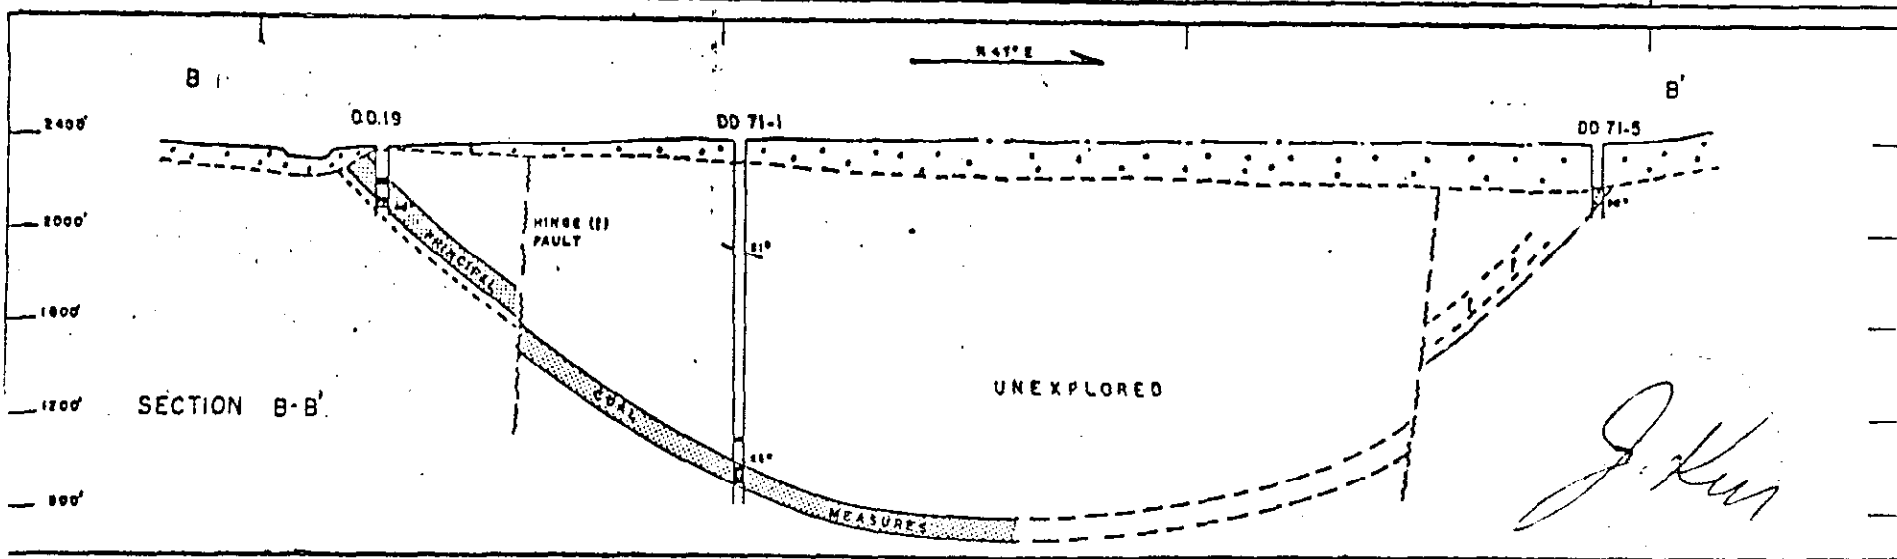 N 47° E
B
B'
D.D.19
DD 71-1
DD 71-5
2400'
2000'
HINGE (?)
FAULT
PRINCIPAL
1600'
UNEXPLORED
COAL
1200'
SECTION B-B'
800'
MEASURES